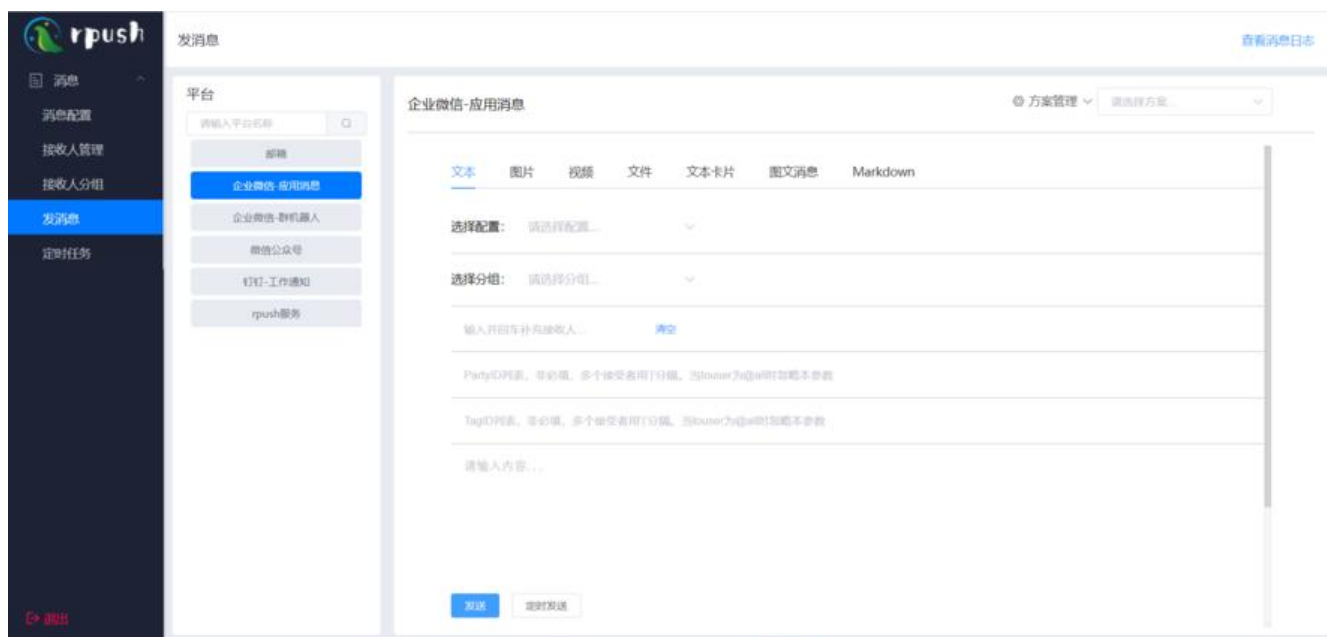 rpush
发消息
查看消息日志
消息
消息配置
接收人管理
接收人分组
发消息
定时任务
退出
平台
请输入平台名称
邮箱
企业微信-应用消息
企业微信-群机器人
微信公众号
钉钉-工作通知
rpush服务
企业微信-应用消息
方案管理
请选择方案...
文本 图片 视频 文件 文本卡片 图文消息 Markdown
选择配置： 请选择配置...
选择分组： 请选择分组...
输入并回车补充接收人... 清空
PartyID列表，非必填，多个接受者用'|'分隔。当touser为@all时忽略本参数
TagID列表，非必填，多个接受者用'|'分隔。当touser为@all时忽略本参数
请输入内容...
发送 定时发送